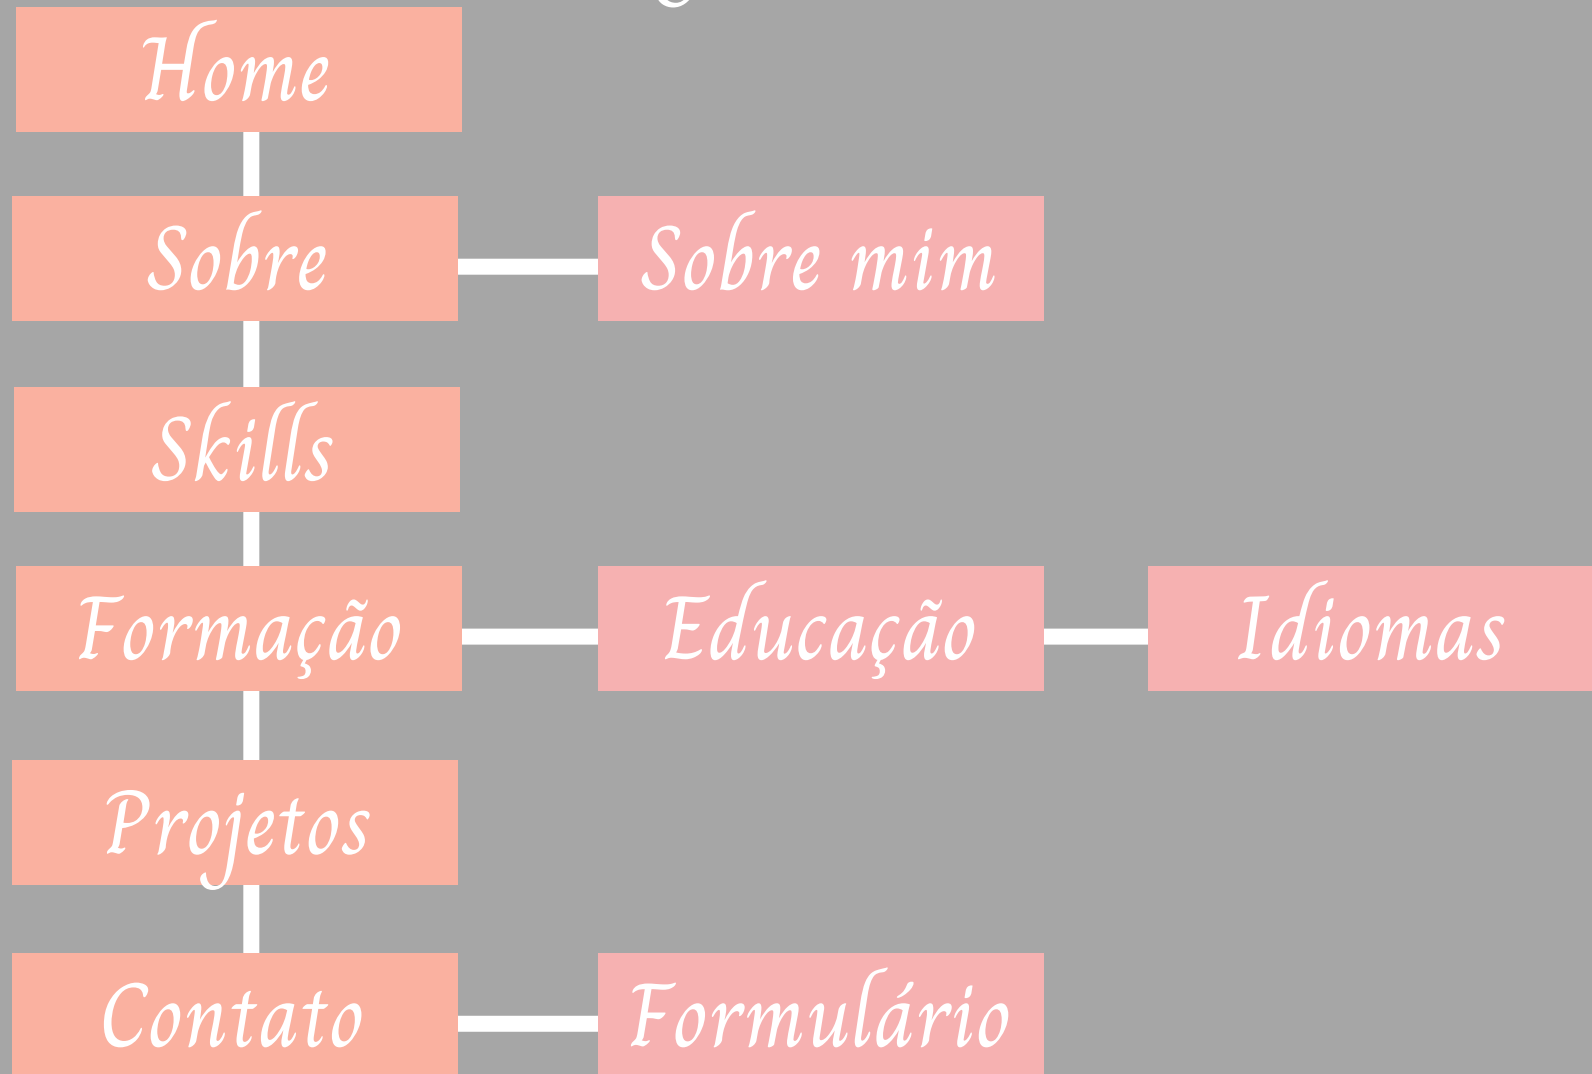 Home
Sobre
Sobre mim
Skills
Formação
Educação
Idiomas
Projetos
Contato
Formulário